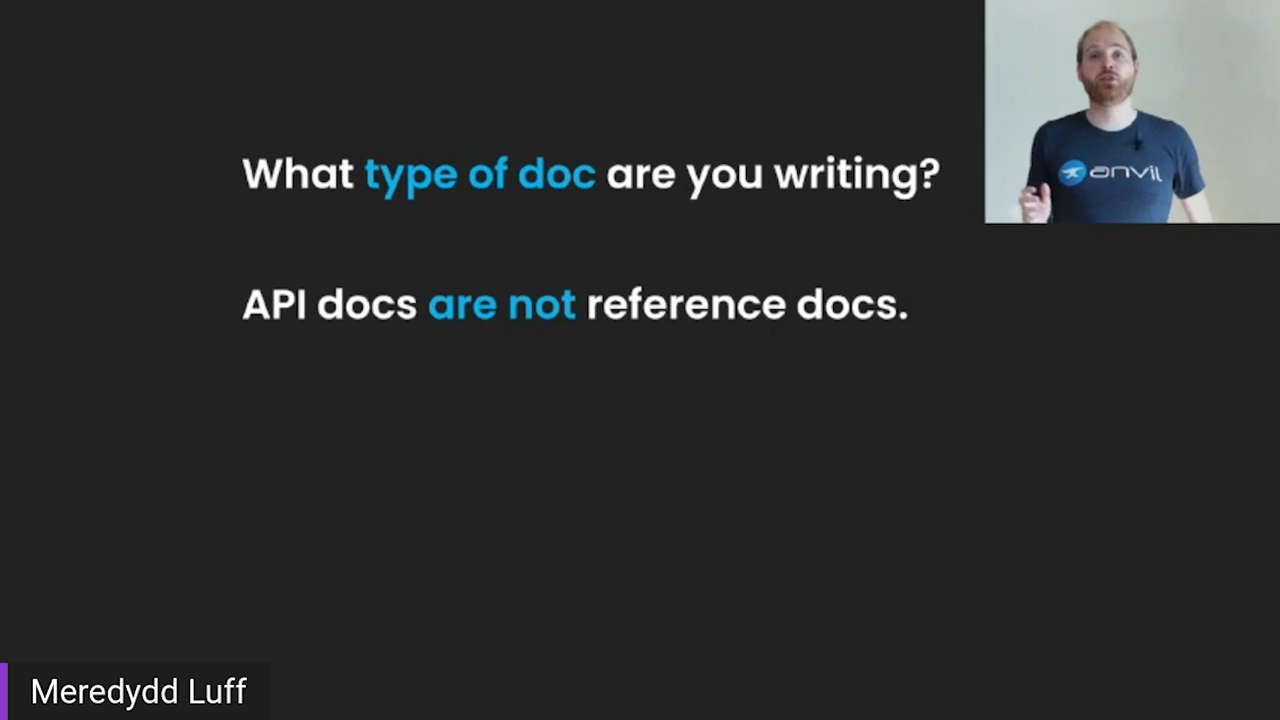 What type of doc are you writing?
anvil
API docs are not reference docs.
Meredydd Luff